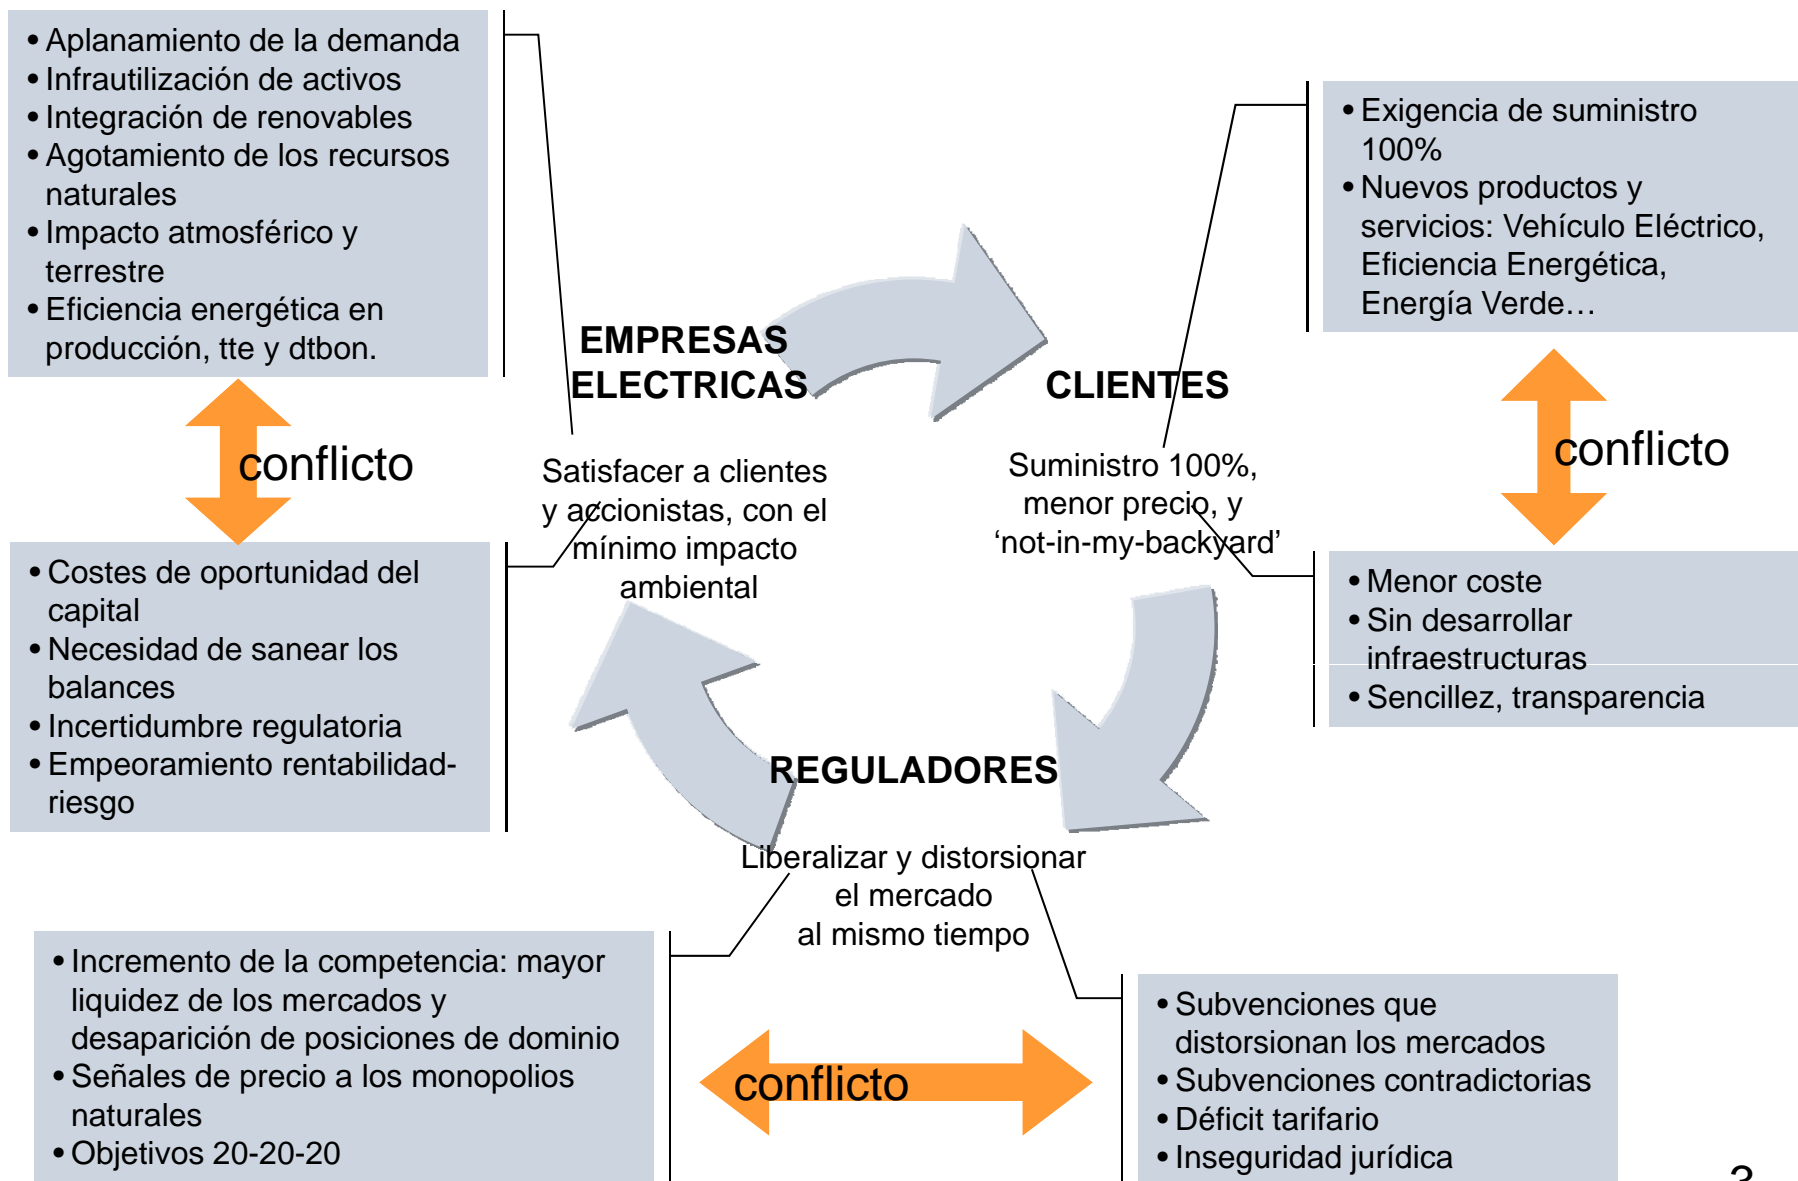 • Aplanamiento de la demanda
• Infrautilización de activos
• Integración de renovables
• Agotamiento de los recursos
naturales
• Impacto atmosférico y
terrestre
• Eficiencia energética en
producción, tte y dtbon.
conflicto
• Costes de oportunidad del
capital
• Necesidad de sanear los
balances
• Incertidumbre regulatoria
• Empeoramiento rentabilidad-
riesgo
EMPRESAS
ELECTRICAS
Satisfacer a clientes
y accionistas, con el
mínimo impacto
ambiental
CLIENTES
Suministro 100%,
menor precio, y
‘not-in-my-backyard’
• Exigencia de suministro
100%
• Nuevos productos y
servicios: Vehículo Eléctrico,
Eficiencia Energética,
Energía Verde…
conflicto
• Menor coste
• Sin desarrollar
infraestructuras
• Sencillez, transparencia
REGULADORES
Liberalizar y distorsionar
el mercado
al mismo tiempo
• Incremento de la competencia: mayor
liquidez de los mercados y
desaparición de posiciones de dominio
• Señales de precio a los monopolios
naturales
• Objetivos 20-20-20
conflicto
• Subvenciones que
distorsionan los mercados
• Subvenciones contradictorias
• Déficit tarifario
• Inseguridad jurídica
3